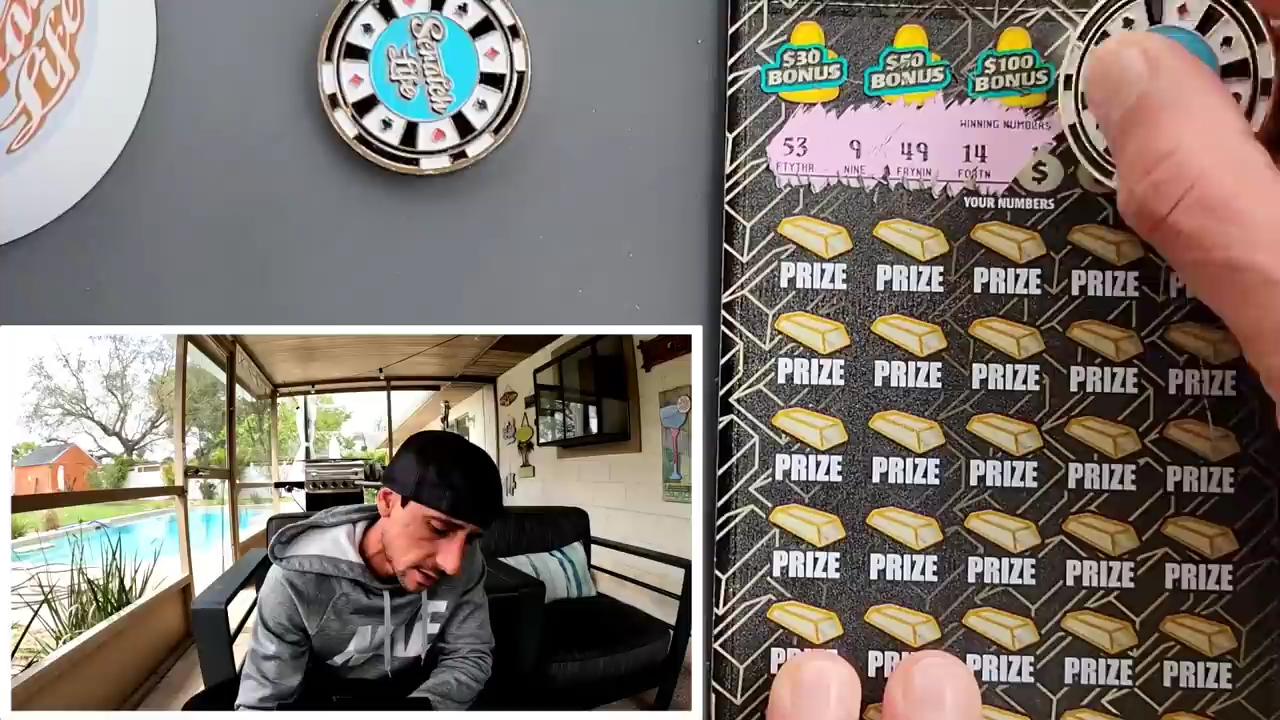 Life
Scratch
Life
$30
BONUS
$50
BONUS
$100
BONUS
WINNING NUMBERS
53 9 49 14
FTYTHR NINE FRYNIN FORTN
$
YOUR NUMBERS
PRIZE PRIZE PRIZE PRIZE
PRIZE PRIZE PRIZE PRIZE PRIZE
PRIZE PRIZE PRIZE PRIZE PRIZE
PRIZE PRIZE PRIZE PRIZE PRIZE
PRIZE PRIZE PRIZE